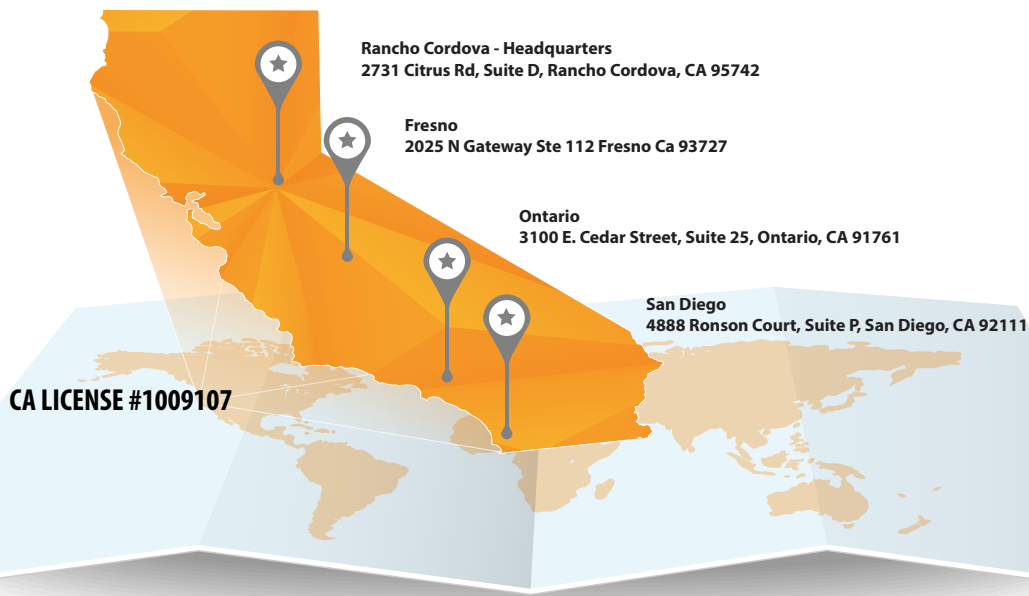 Rancho Cordova - Headquarters
2731 Citrus Rd, Suite D, Rancho Cordova, CA 95742
Fresno
2025 N Gateway Ste 112 Fresno Ca 93727
Ontario
3100 E. Cedar Street, Suite 25, Ontario, CA 91761
San Diego
4888 Ronson Court, Suite P, San Diego, CA 92111
CA LICENSE #1009107